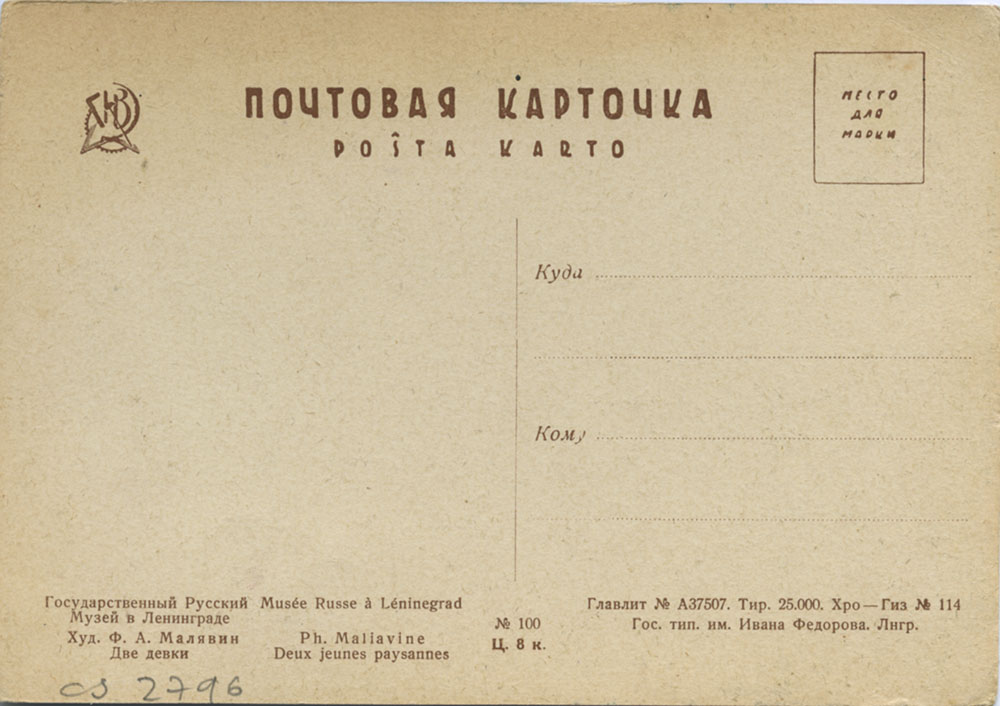 ПОЧТОВАЯ КАРТОЧКА
POŜTA KARTO
МЕСТО
ДЛЯ
МАРКИ
Куда
Кому
Государственный Русский
Музей в Ленинграде
Худ. Ф. А. Малявин
Две девки
Musée Russe à Léninegrad
Ph. Maliavine
Deux jeunes paysannes
№ 100
Ц. 8 к.
Главлит № А37507. Тир. 25.000. Хро—Гиз № 114
Гос. тип. им. Ивана Федорова. Лнгр.
CS 2796